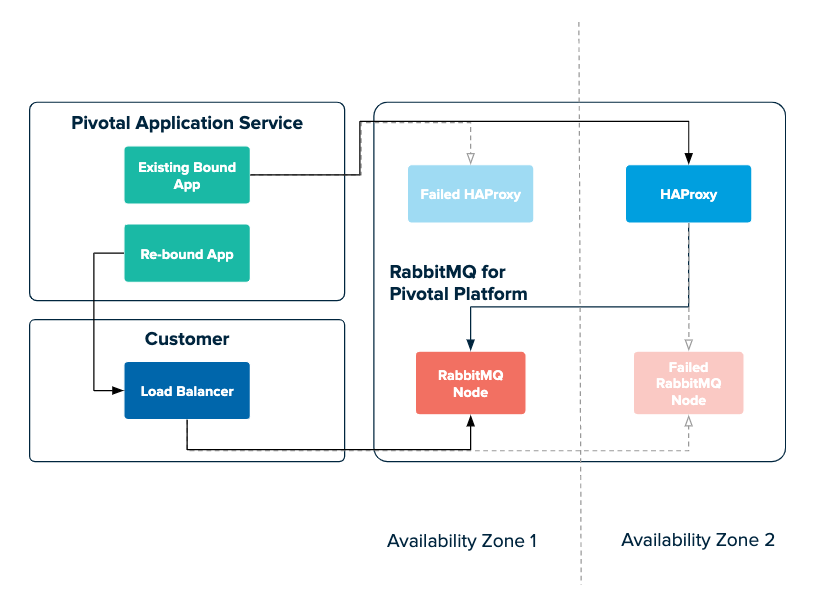 Pivotal Application Service
Existing Bound
App
Re-bound App
Customer
Load Balancer
Failed HAProxy
HAProxy
RabbitMQ for
Pivotal Platform
RabbitMQ
Node
Failed
RabbitMQ
Node
Availability Zone 1
Availability Zone 2